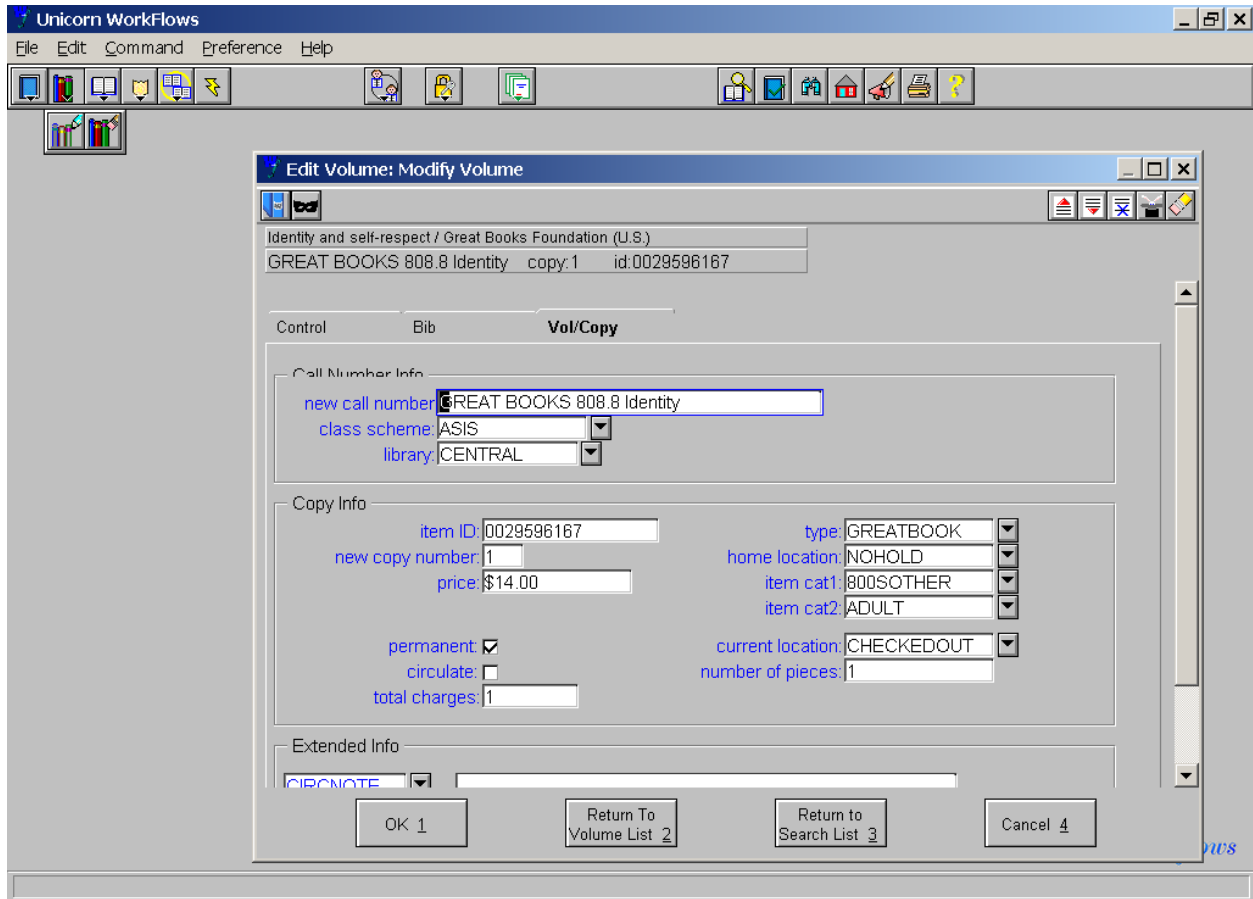 Unicorn WorkFlows
File Edit Command Preference Help
Edit Volume: Modify Volume
Identity and self-respect / Great Books Foundation (U.S.)
GREAT BOOKS 808.8 Identity copy:1 id:0029596167
Control Bib Vol/Copy
Call Number Info
new call number GREAT BOOKS 808.8 Identity
class scheme: ASIS
library: CENTRAL
Copy Info
item ID: 0029596167 type: GREATBOOK
new copy number: 1 home location: NOHOLD
price: $14.00 item cat1: 800SOTHER
item cat2: ADULT
permanent: current location: CHECKEDOUT
circulate: number of pieces: 1
total charges: 1
Extended Info
CIRCNOTE
OK 1
Return To
Volume List 2
Return to
Search List 3
Cancel 4
ows